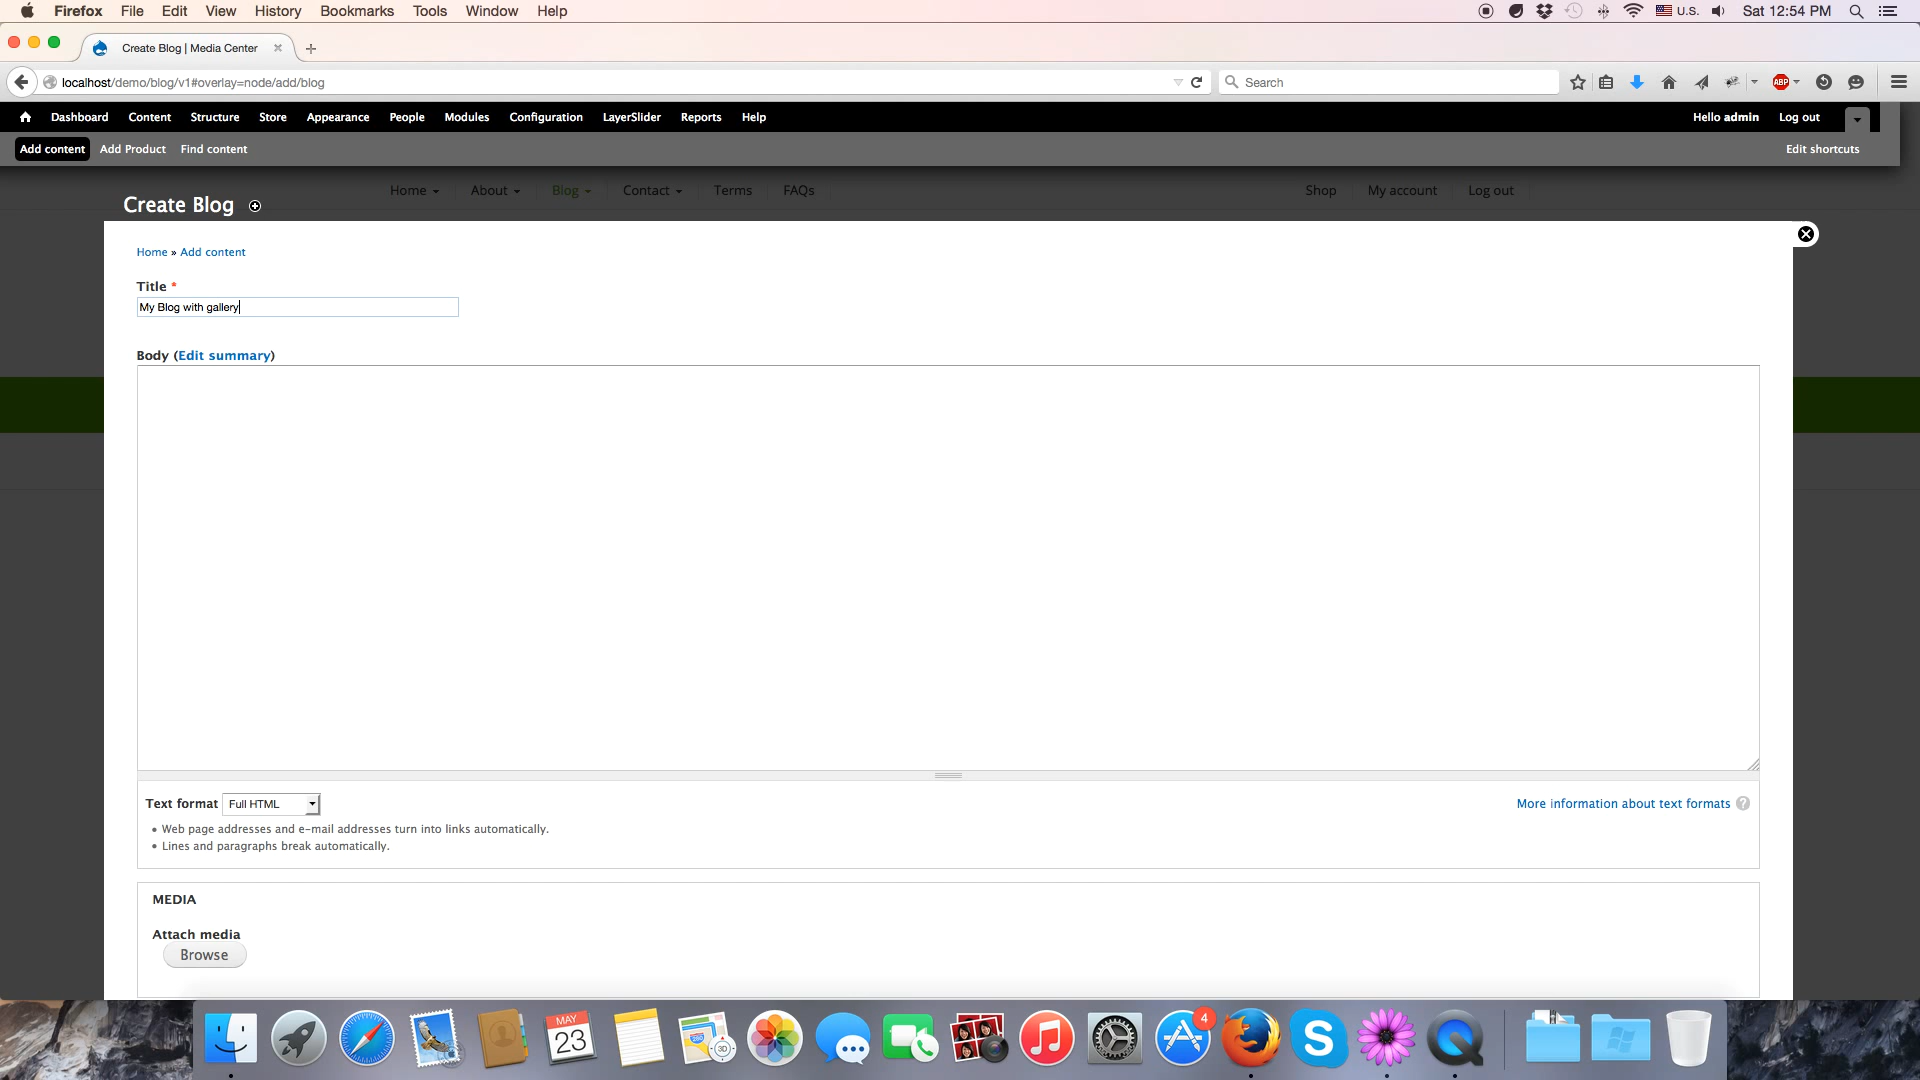 Firefox File Edit View History Bookmarks Tools Window Help U.S. Sat 12:54 PM
Create Blog | Media Center
localhost/demo/blog/v1#overlay=node/add/blog Search ABP
Dashboard Content Structure Store Appearance People Modules Configuration LayerSlider Reports Help Hello admin Log out
Add content Add Product Find content Edit shortcuts
Home About Blog Contact Terms FAQs Shop My account Log out
Create Blog
Home » Add content
Title *
My Blog with gallery
Body (Edit summary)
Text format Full HTML More information about text formats ?
• Web page addresses and e-mail addresses turn into links automatically.
• Lines and paragraphs break automatically.
MEDIA
Attach media
Browse
4
MAY
23
3D
S